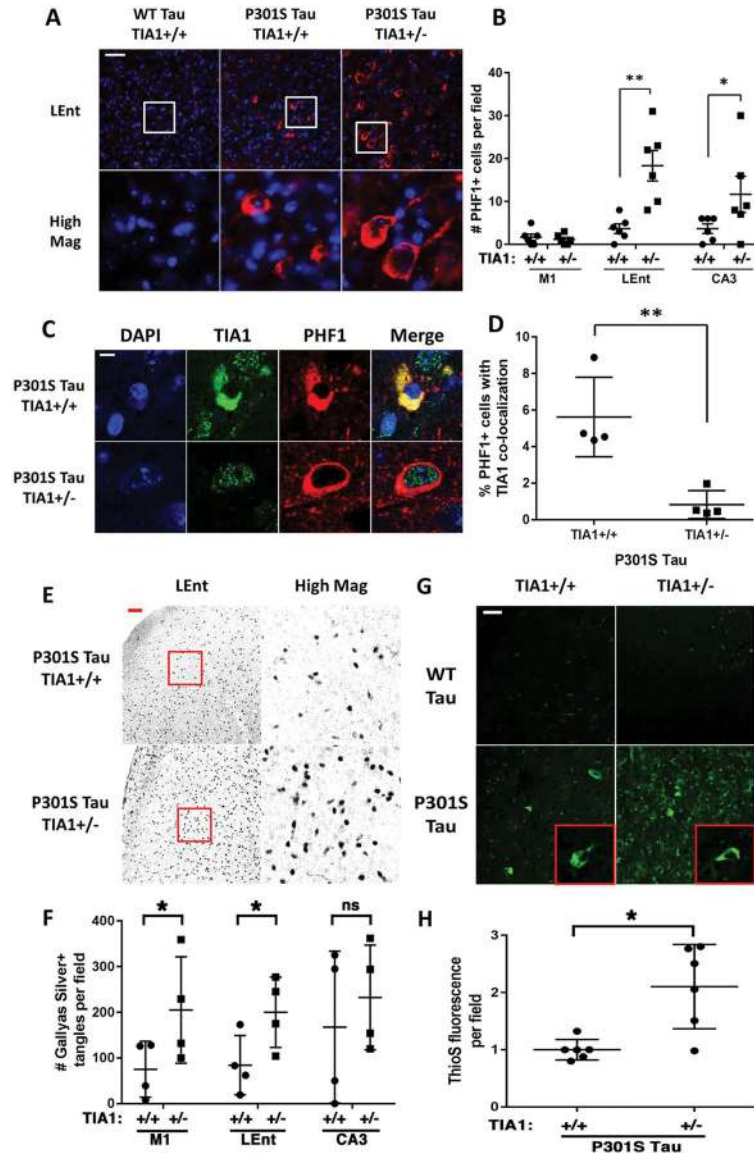 A
WT Tau TIA1+/+
P301S Tau TIA1+/+
P301S Tau TIA1+/-
LEnt
High Mag
B
# PHF1+ cells per field
40
30
20
10
0
**
*
TIA1: +/+ +/- +/+ +/- +/+ +/-
M1 LEnt CA3
C
DAPI TIA1 PHF1 Merge
P301S Tau TIA1+/+
P301S Tau TIA1+/-
D
% PHF1+ cells with TIA1 co-localization
10
8
6
4
2
0
**
TIA1+/+ TIA1+/-
P301S Tau
E
LEnt High Mag
P301S Tau TIA1+/+
P301S Tau TIA1+/-
F
# Gallyas Silver+ tangles per field
400
300
200
100
0
* * ns
TIA1: +/+ +/- +/+ +/- +/+ +/-
M1 LEnt CA3
G
TIA1+/+ TIA1+/-
WT Tau
P301S Tau
H
ThioS fluorescence per field
3
2
1
0
*
TIA1: +/+ +/-
P301S Tau